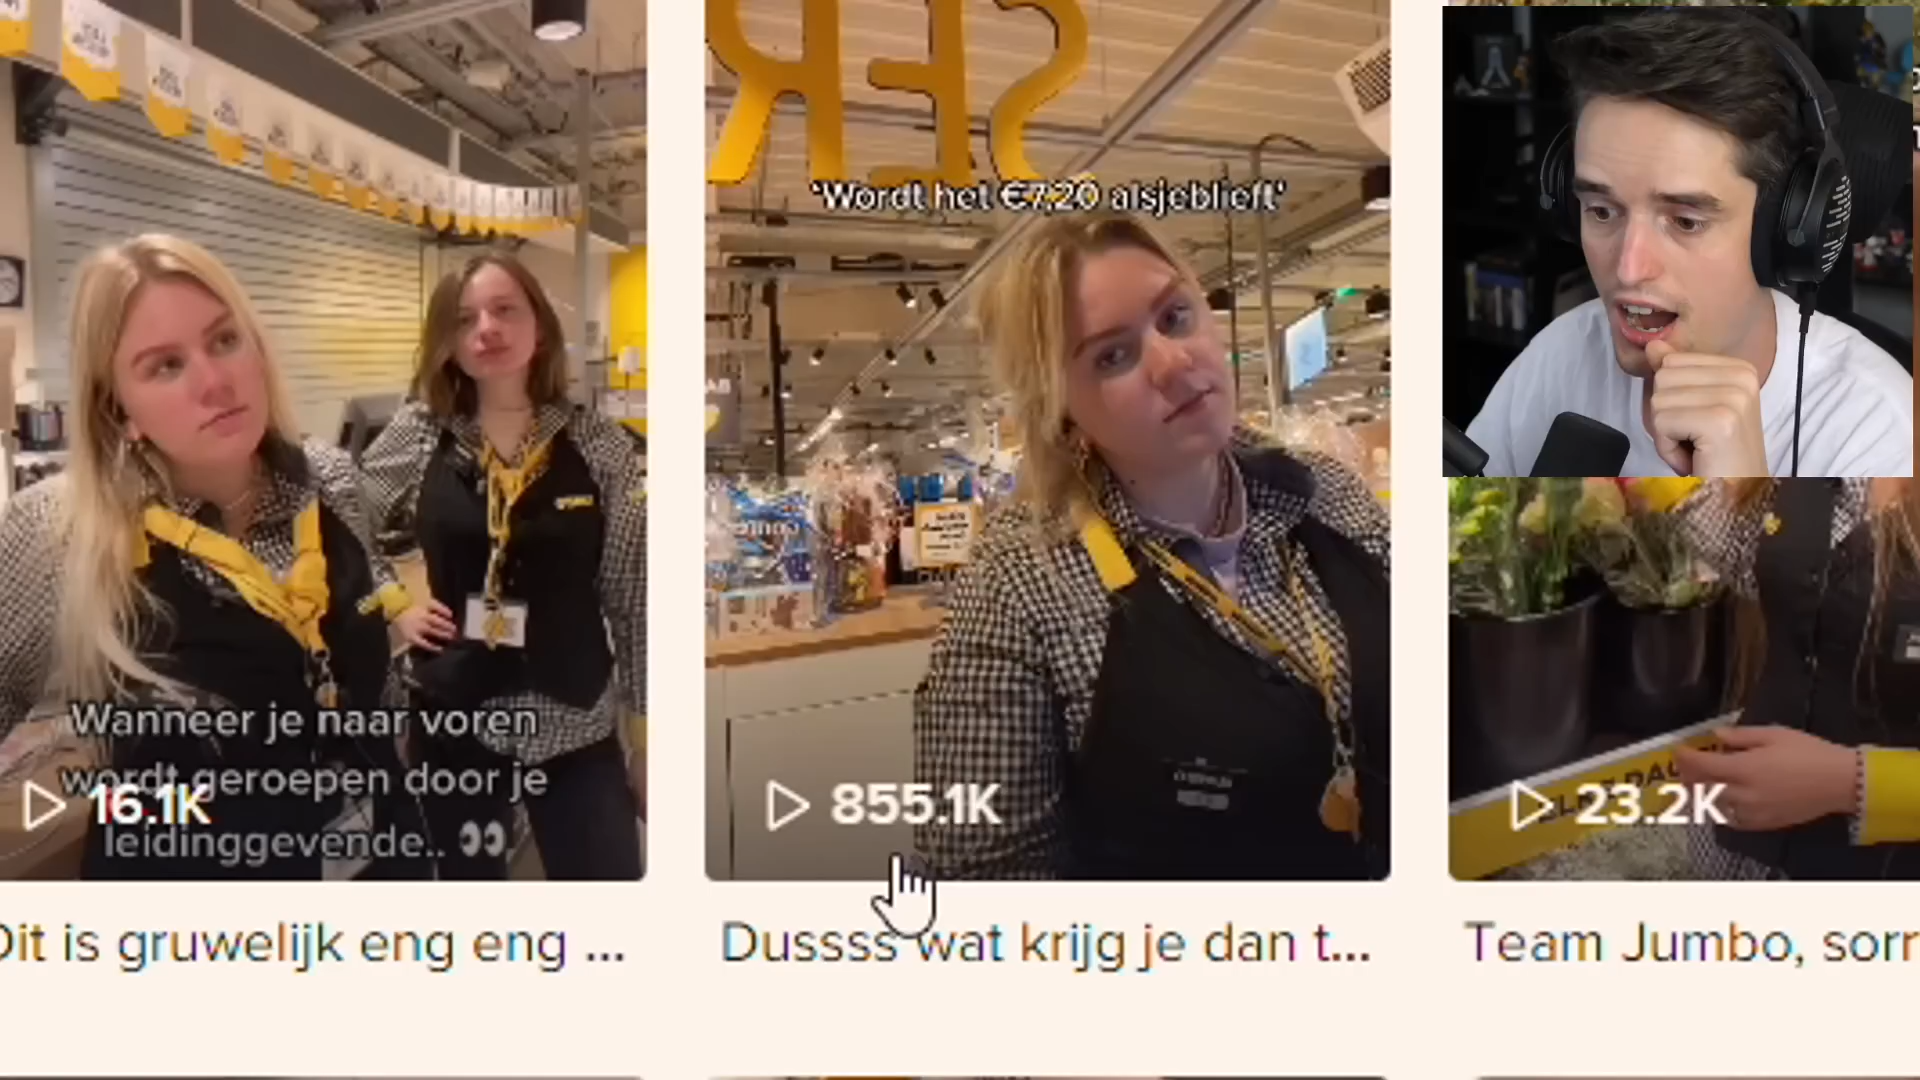 SER
'Wordt het €7,20 alsjeblieft'
Wanneer je naar voren
wordt geroepen door je
leidinggevende.. 👀
16.1K
855.1K
23.2K
Dit is gruwelijk eng eng ...
Dussss wat krijg je dan t...
Team Jumbo, sorr